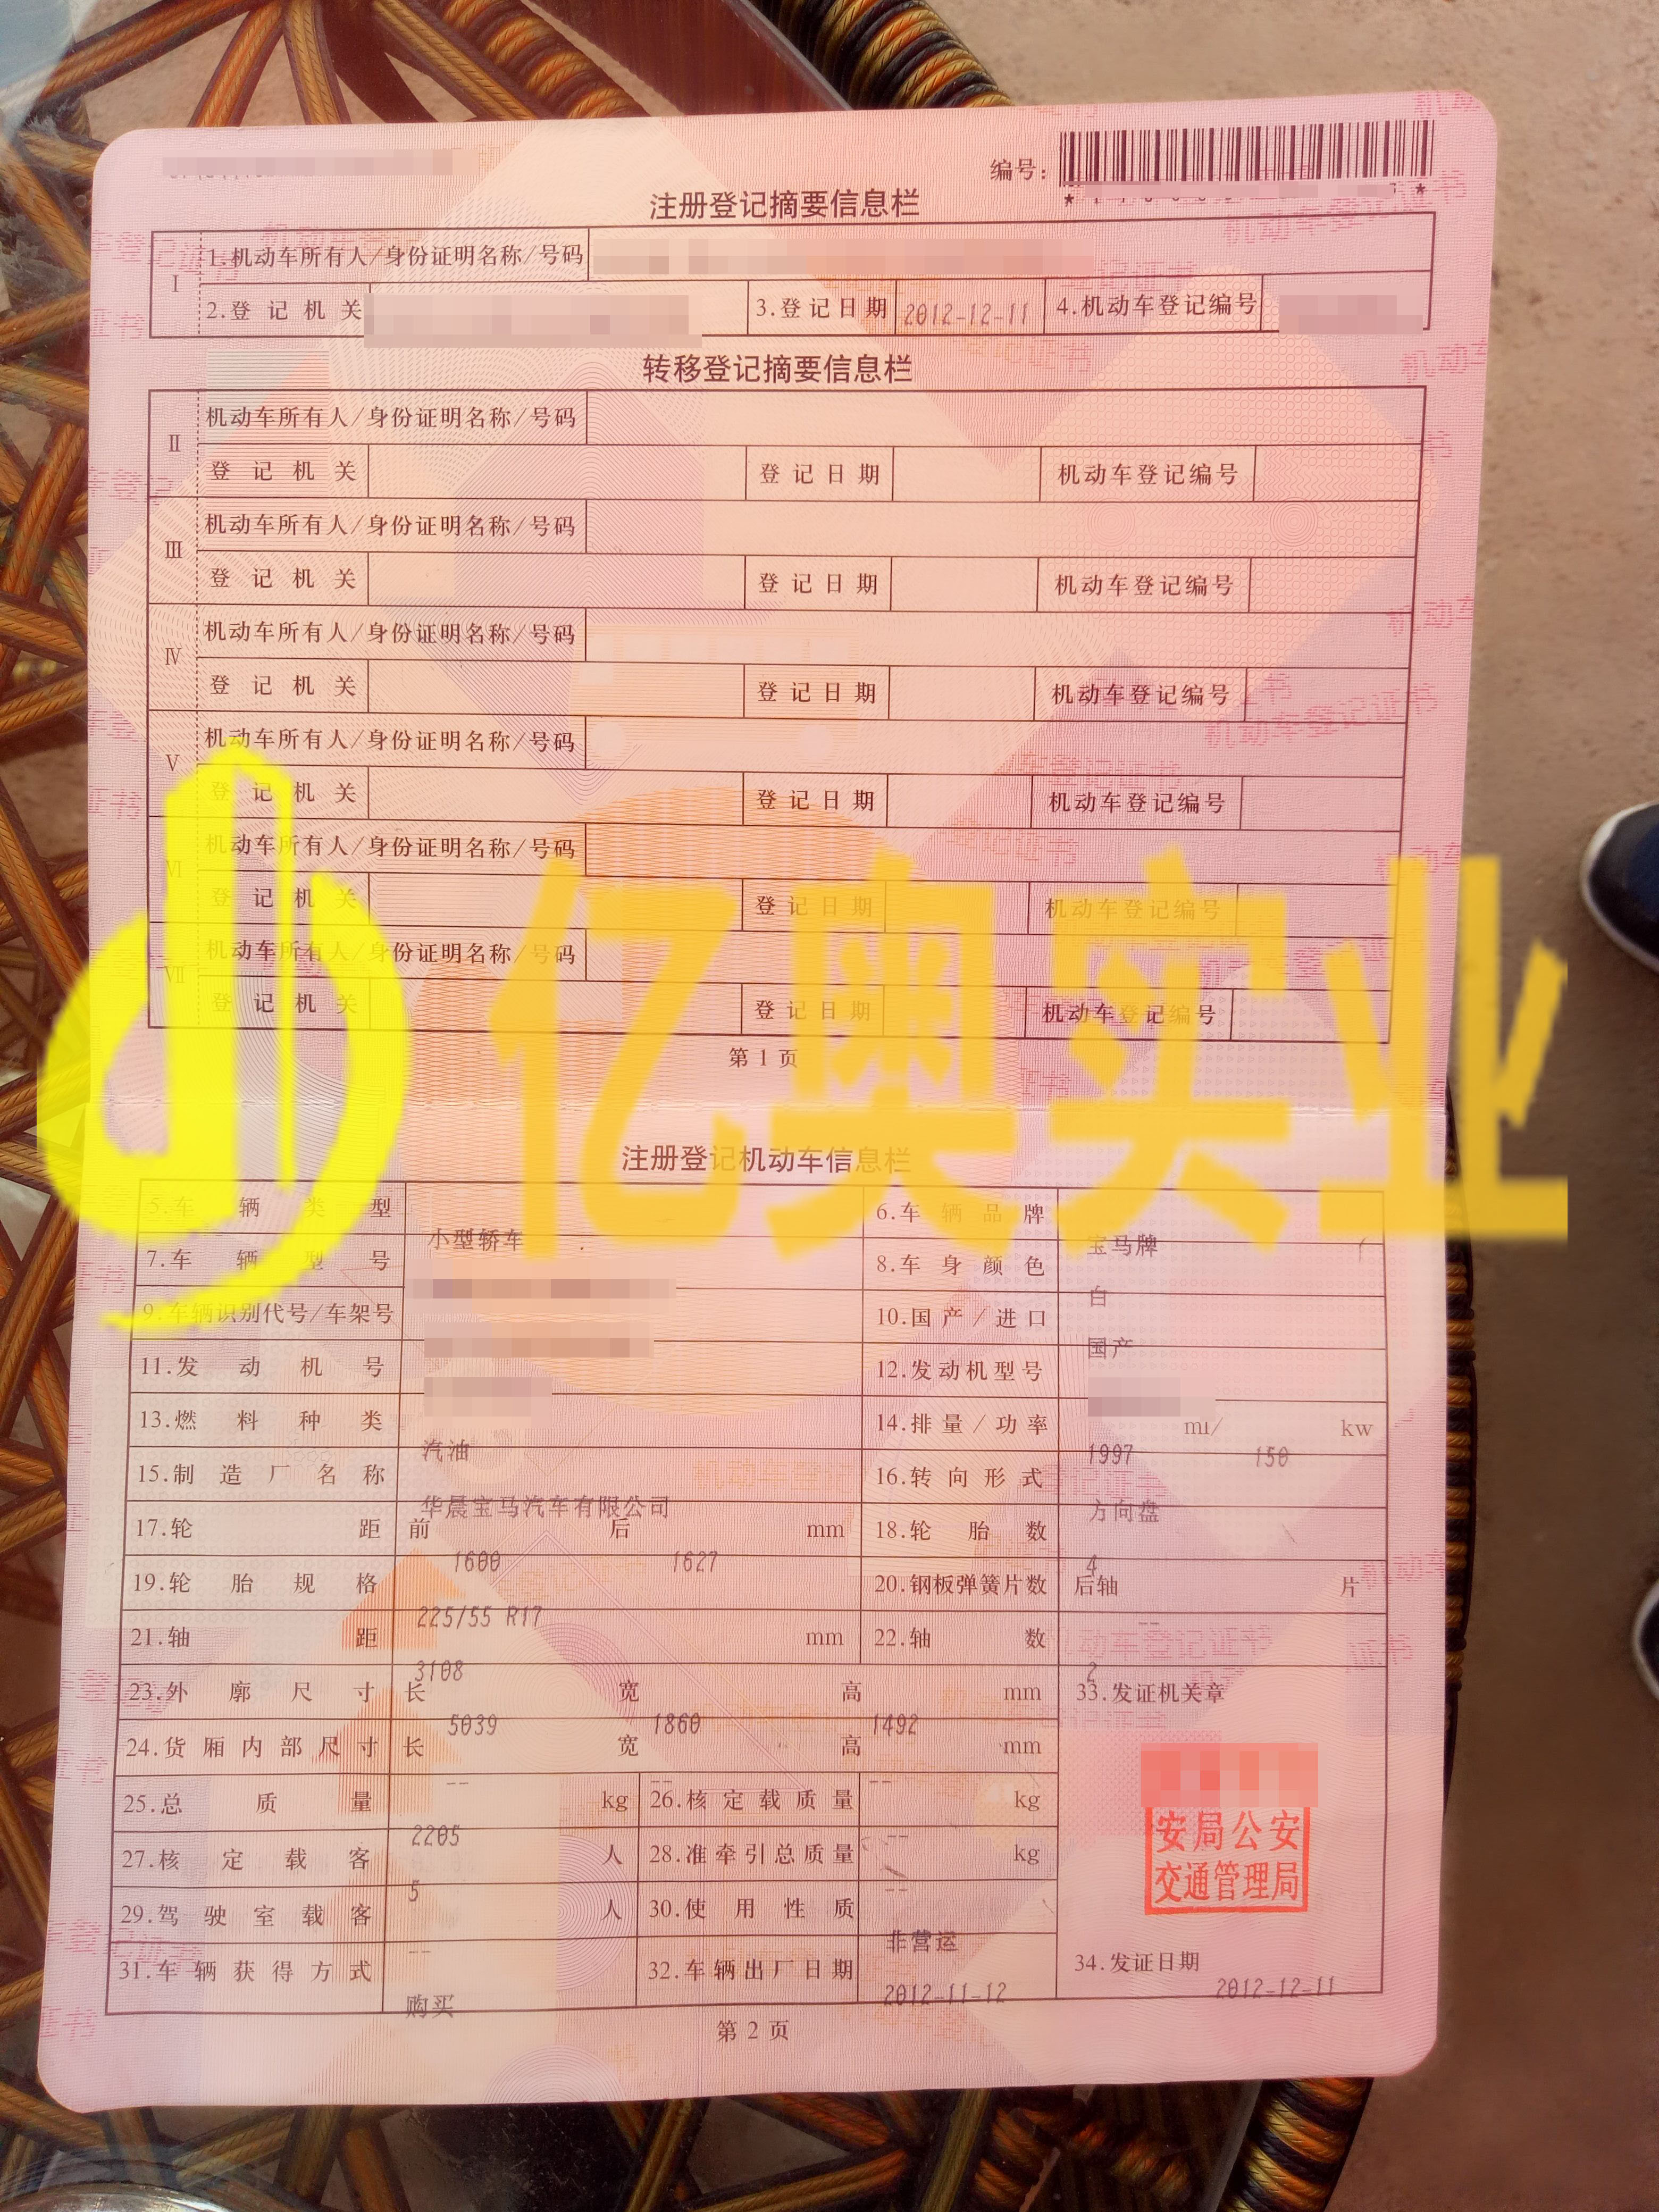 编号：
注册登记摘要信息栏
Ⅰ 1.机动车所有人/身份证明名称/号码
2.登记机关 3.登记日期 2012-12-11 4.机动车登记编号
转移登记摘要信息栏
Ⅱ 机动车所有人/身份证明名称/号码
登记机关 登记日期 机动车登记编号
Ⅲ 机动车所有人/身份证明名称/号码
登记机关 登记日期 机动车登记编号
Ⅳ 机动车所有人/身份证明名称/号码
登记机关 登记日期 机动车登记编号
Ⅴ 机动车所有人/身份证明名称/号码
登记机关 登记日期 机动车登记编号
Ⅵ 机动车所有人/身份证明名称/号码
登记机关 登记日期 机动车登记编号
Ⅶ 机动车所有人/身份证明名称/号码
登记机关 登记日期 机动车登记编号
第 1 页
亿奥实业
注册登记机动车信息栏
5.车辆类型 小型轿车 6.车辆品牌 宝马牌
7.车辆型号 8.车身颜色 白
9.车辆识别代号/车架号 10.国产/进口 国产
11.发动机号 12.发动机型号
13.燃料种类 汽油 14.排量/功率 1997 ml/ 150 kw
15.制造厂名称 华晨宝马汽车有限公司 16.转向形式 方向盘
17.轮距 前 1600 后 1627 mm 18.轮胎数 4
19.轮胎规格 225/55 R17 20.钢板弹簧片数 后轴 -- 片
21.轴距 3108 mm 22.轴数 2
23.外廓尺寸 长 5039 宽 1860 高 1492 mm 33.发证机关章
24.货厢内部尺寸 长 -- 宽 -- 高 -- mm
25.总质量 2205 kg 26.核定载质量 -- kg
安局公安
交通管理局
27.核定载客 5 人 28.准牵引总质量 -- kg
29.驾驶室载客 -- 人 30.使用性质 非营运
31.车辆获得方式 购买 32.车辆出厂日期 2012-11-12 34.发证日期 2012-12-11
第 2 页